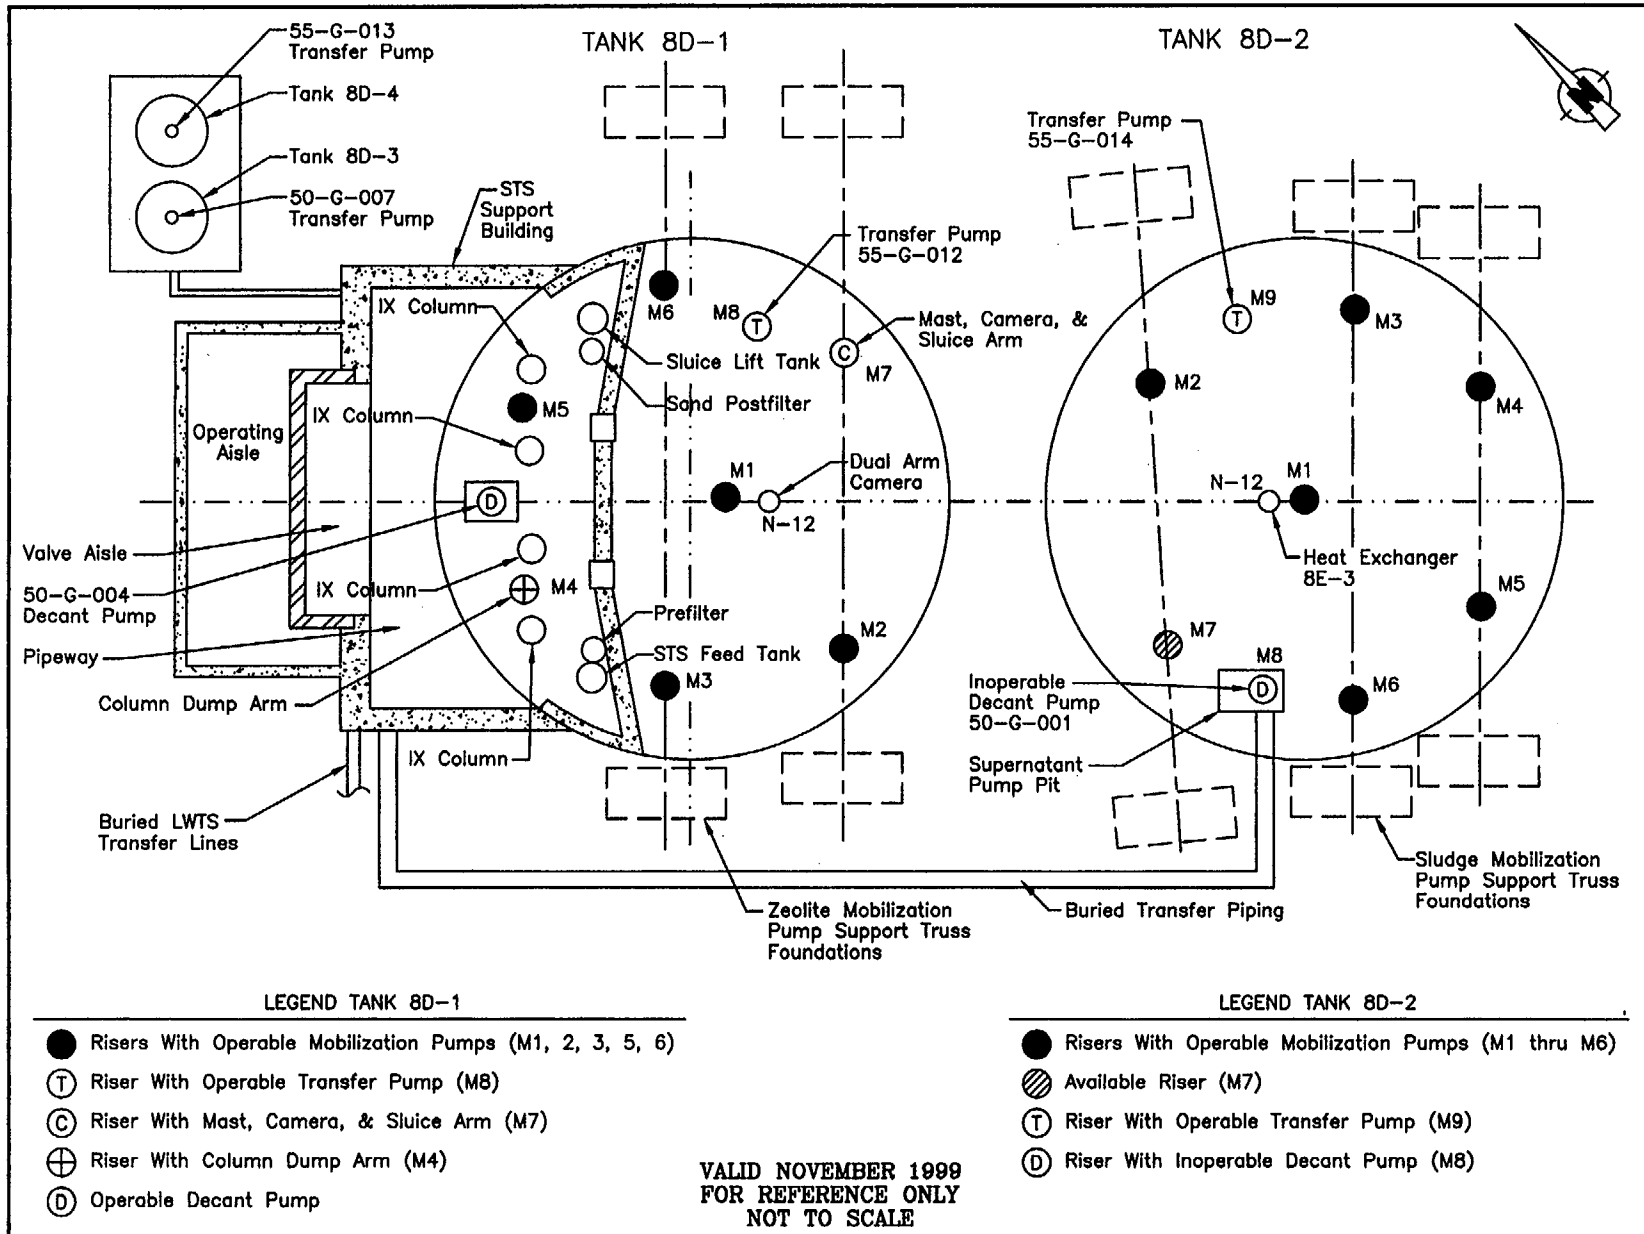 TANK 8D-1
TANK 8D-2
55-G-013
Transfer Pump
Tank 8D-4
Tank 8D-3
50-G-007
Transfer Pump
STS
Support
Building
N
Transfer Pump
55-G-014
Transfer Pump
55-G-012
IX Column
M6
M8
T
Mast, Camera, &
Sluice Arm
C
M7
M9
T
M3
Sluice Lift Tank
Sand Postfilter
M5
IX Column
Operating
Aisle
M2
M4
M1
Dual Arm
Camera
N-12
D
N-12
M1
Heat Exchanger
8E-3
Valve Aisle
50-G-004
Decant Pump
IX Column
M4
Pipeway
Column Dump Arm
Prefilter
STS Feed Tank
M2
M3
M7
M5
M8
D
M6
Inoperable
Decant Pump
50-G-001
Supernatant
Pump Pit
IX Column
Buried LWTS
Transfer Lines
Zeolite Mobilization
Pump Support Truss
Foundations
Buried Transfer Piping
Sludge Mobilization
Pump Support Truss
Foundations
LEGEND TANK 8D-1
Risers With Operable Mobilization Pumps (M1, 2, 3, 5, 6)
T Riser With Operable Transfer Pump (M8)
C Riser With Mast, Camera, & Sluice Arm (M7)
Riser With Column Dump Arm (M4)
D Operable Decant Pump
LEGEND TANK 8D-2
Risers With Operable Mobilization Pumps (M1 thru M6)
Available Riser (M7)
T Riser With Operable Transfer Pump (M9)
D Riser With Inoperable Decant Pump (M8)
VALID NOVEMBER 1999
FOR REFERENCE ONLY
NOT TO SCALE